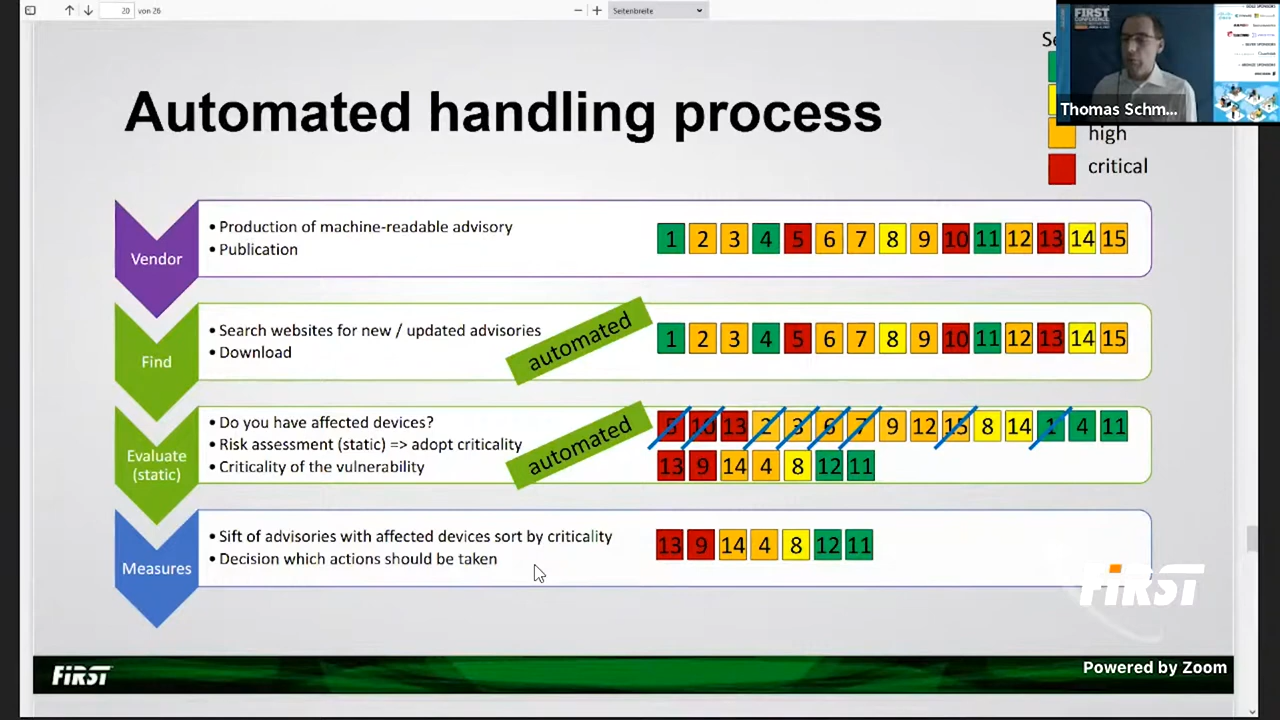 20 von 26
Seitenbreite
FIRST
CONFERENCE
Thomas Schm...
Automated handling process
Se
high
critical
Vendor
• Production of machine-readable advisory
• Publication
1 2 3 4 5 6 7 8 9 10 11 12 13 14 15
Find
• Search websites for new / updated advisories
• Download
automated
1 2 3 4 5 6 7 8 9 10 11 12 13 14 15
Evaluate
(static)
• Do you have affected devices?
• Risk assessment (static) => adopt criticality
• Criticality of the vulnerability
automated
5 10 13 2 3 6 7 9 12 15 8 14 1 4 11
13 9 14 4 8 12 11
Measures
• Sift of advisories with affected devices sort by criticality
• Decision which actions should be taken
13 9 14 4 8 12 11
FiRST
FiRST
Powered by Zoom